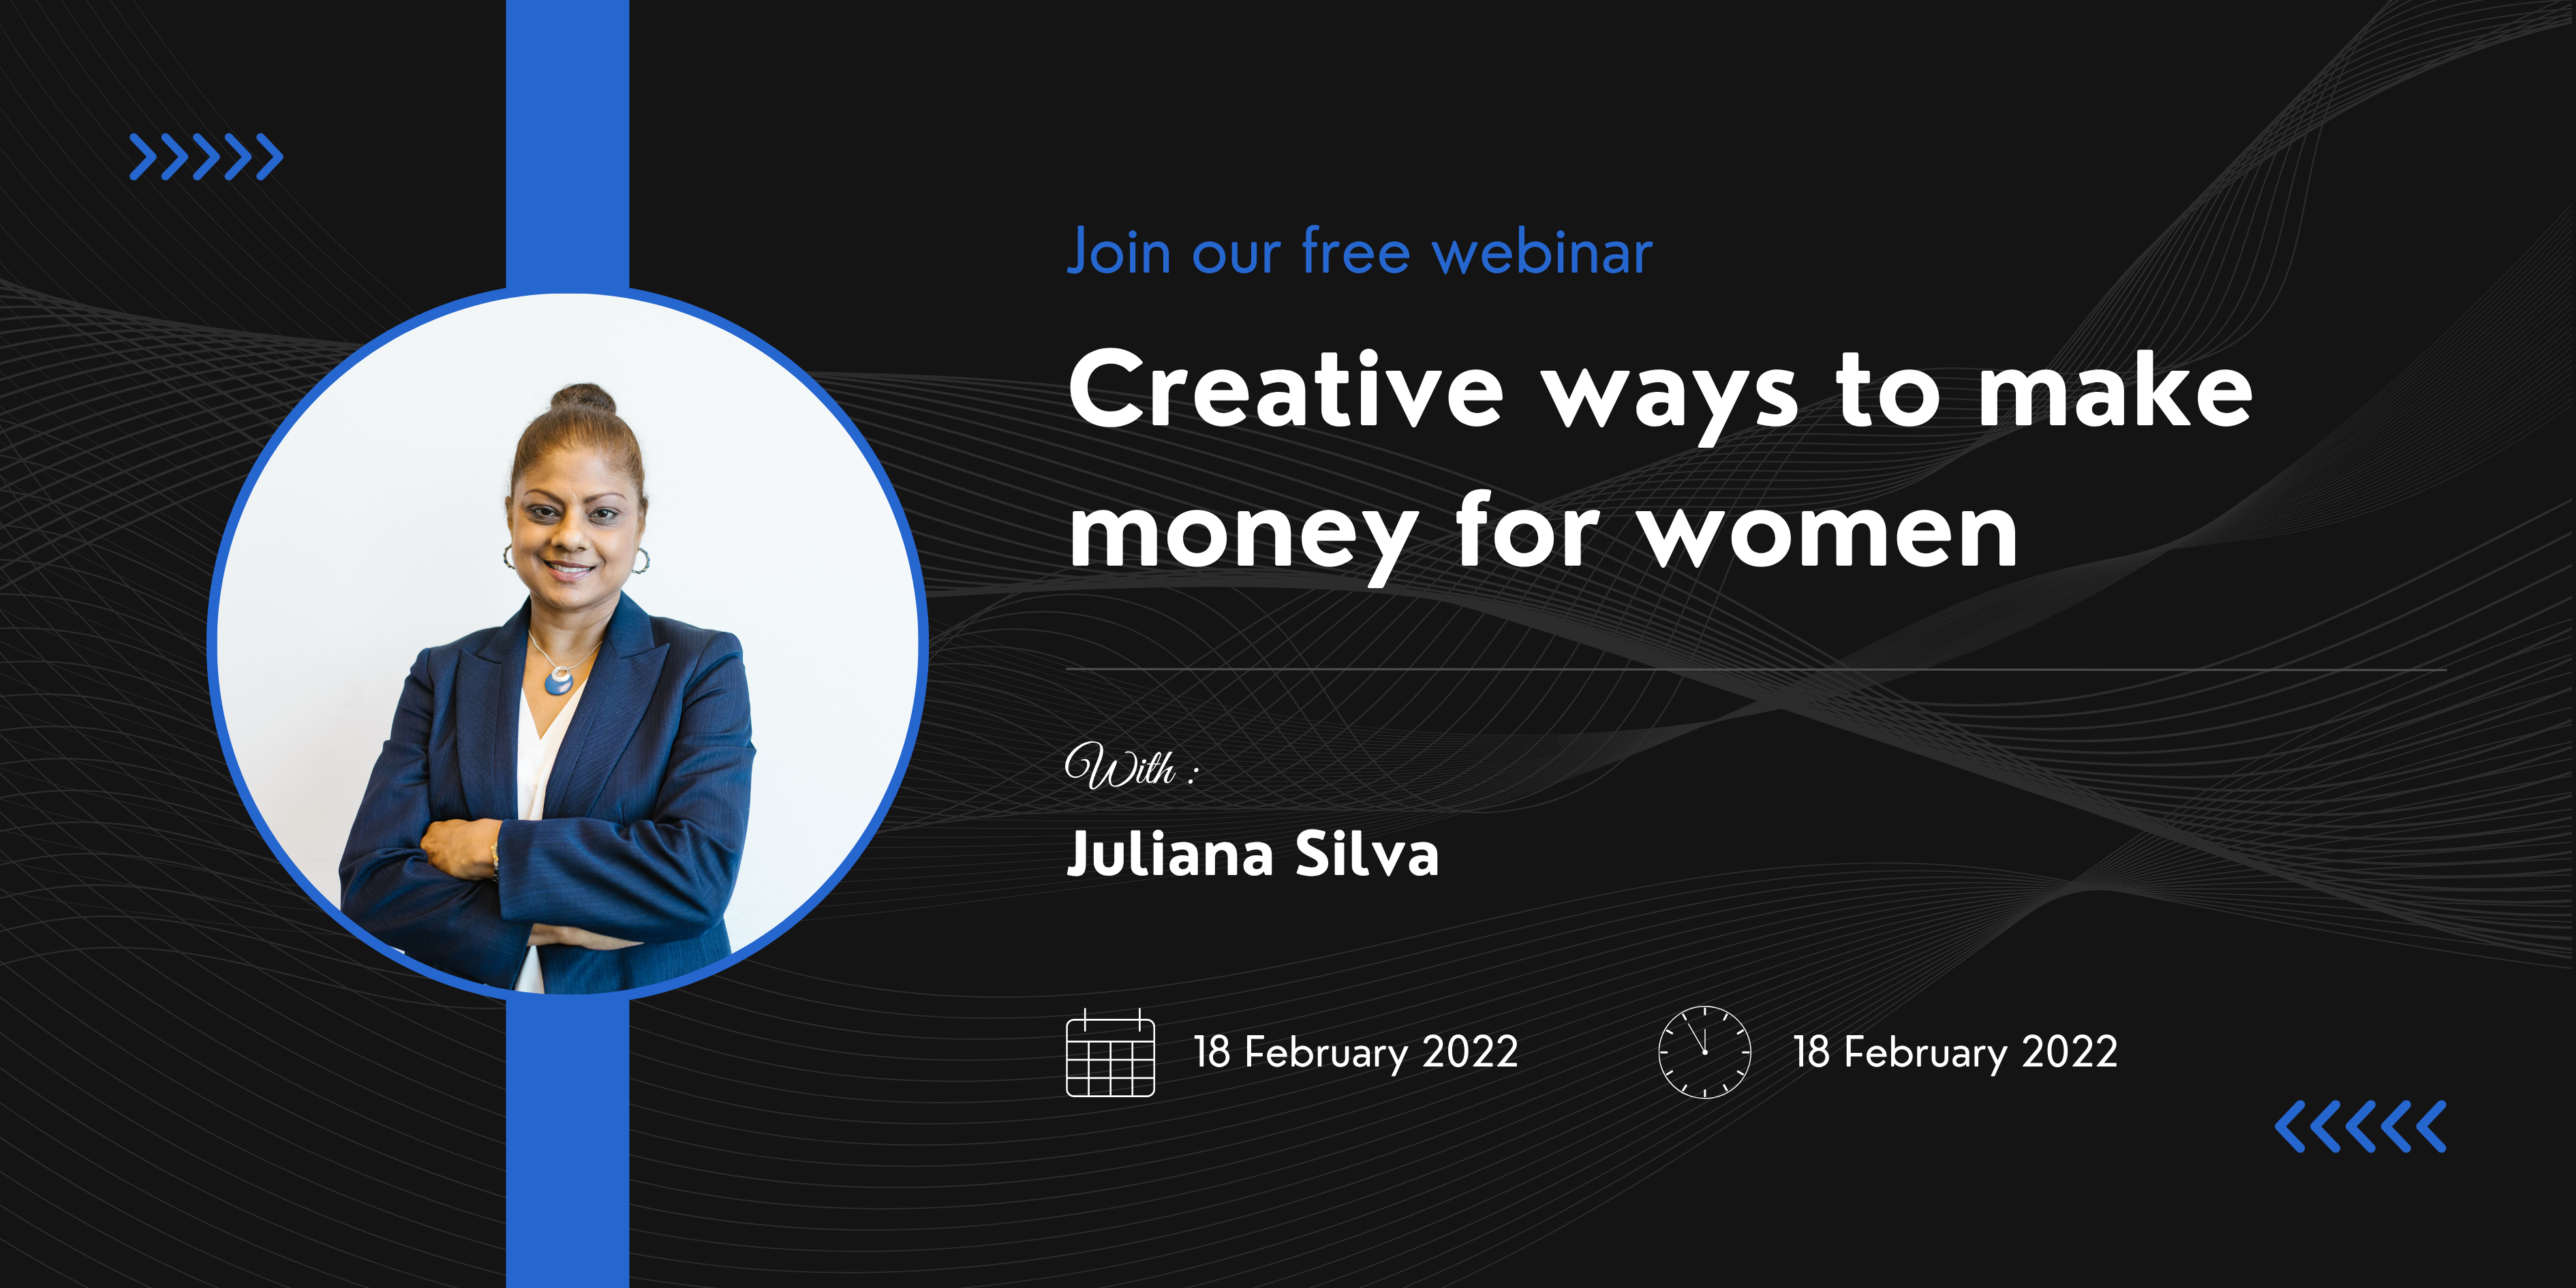 Join our free webinar
Creative ways to make
money for women
With :
Juliana Silva
18 February 2022
18 February 2022